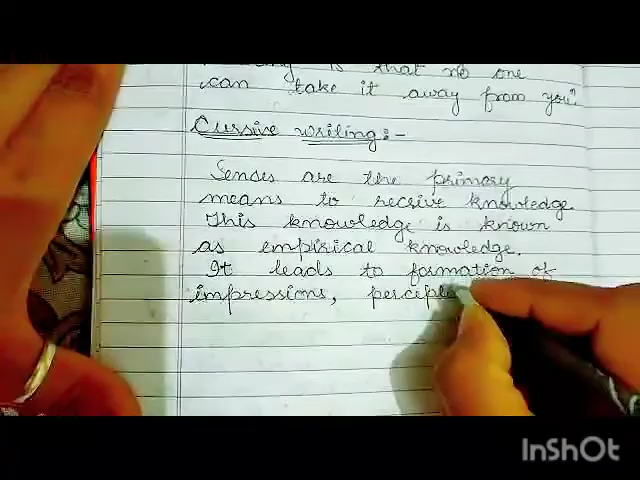 is that no one
can take it away from you"
Cursive writing:-
Senses are the primary
means to receive knowledge
This knowledge is known
as empirical knowledge.
It leads to formation of
impressions, perciple
InShOt